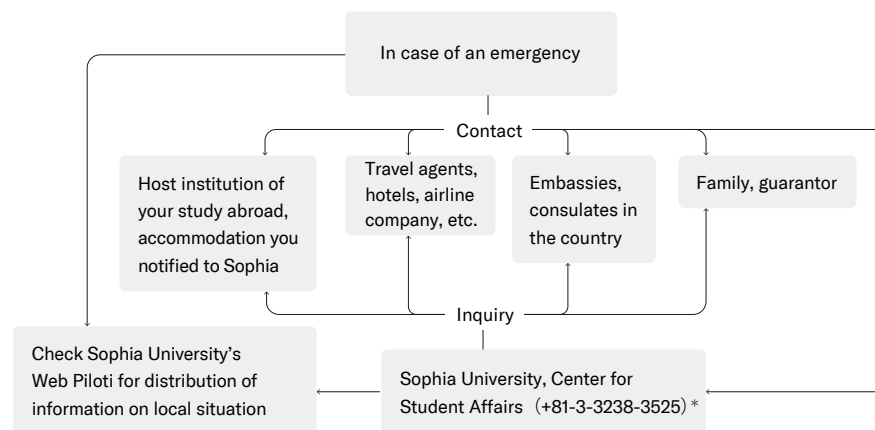 In case of an emergency
Contact
Host institution of
your study abroad,
accommodation you
notified to Sophia
Travel agents,
hotels, airline
company, etc.
Embassies,
consulates in
the country
Family, guarantor
Inquiry
Check Sophia University’s
Web Piloti for distribution of
information on local situation
Sophia University, Center for
Student Affairs（+81-3-3238-3525）*